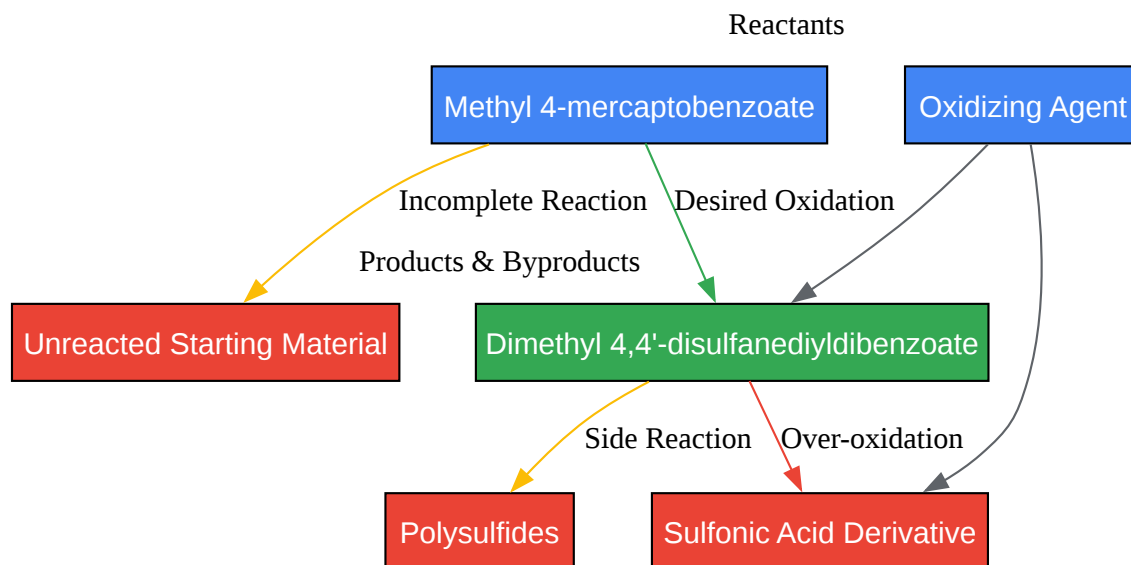 Reactants
Methyl 4-mercaptobenzoate
Oxidizing Agent
Incomplete Reaction
Desired Oxidation
Products & Byproducts
Unreacted Starting Material
Dimethyl 4,4'-disulfanediyldibenzoate
Side Reaction
Over-oxidation
Polysulfides
Sulfonic Acid Derivative